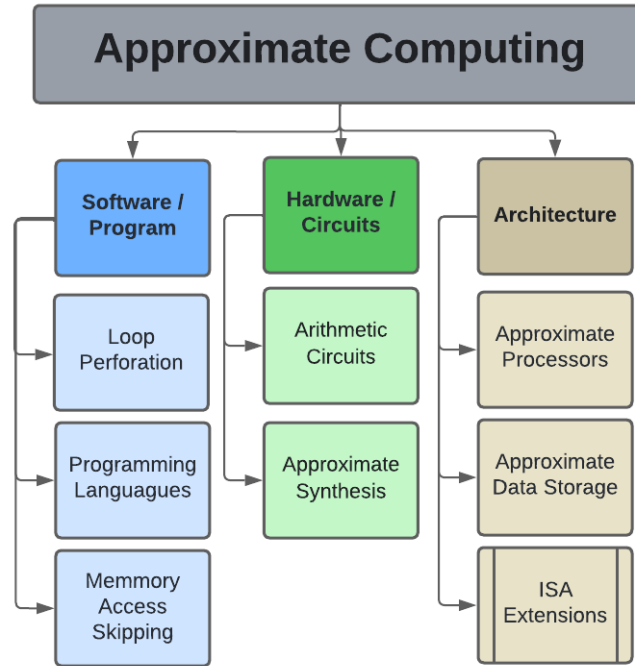 Approximate Computing
Software /
Program
Hardware /
Circuits
Architecture
Loop
Perforation
Arithmetic
Circuits
Approximate
Processors
Programming
Languagues
Approximate
Synthesis
Approximate
Data Storage
Memmory
Access
Skipping
ISA
Extensions